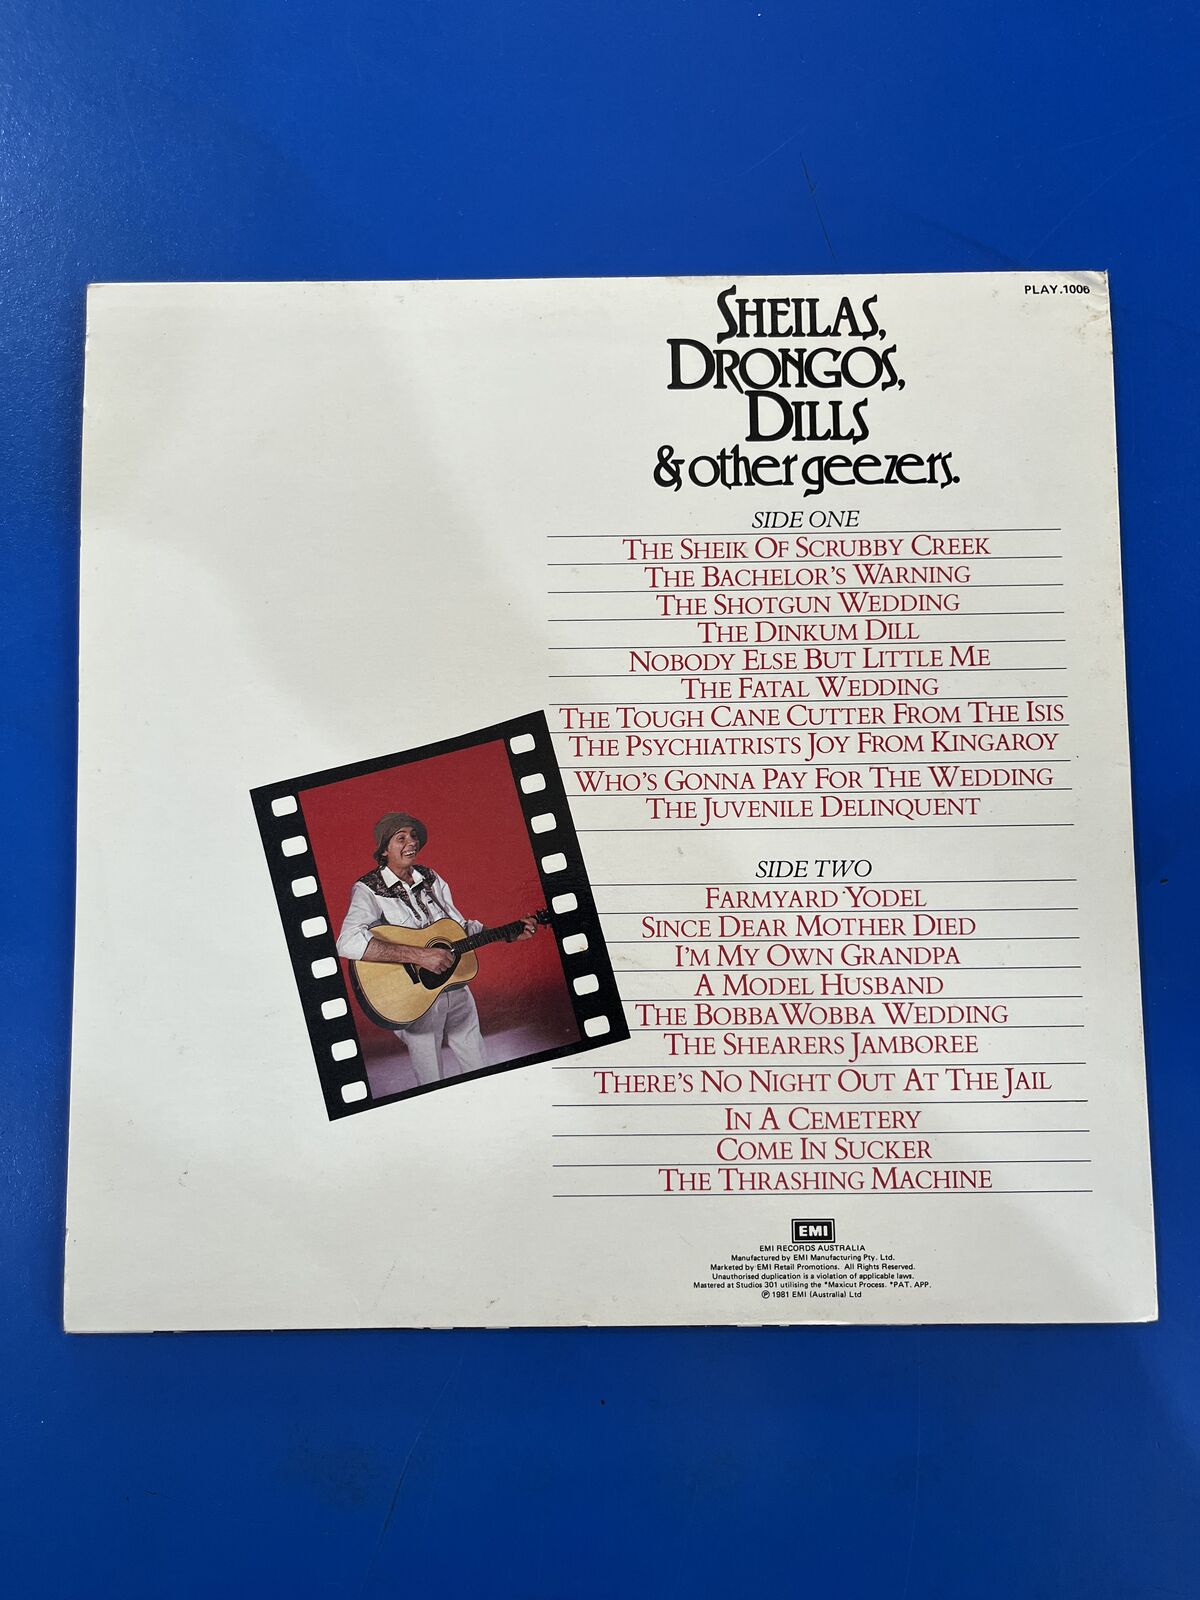 PLAY.1006
SHEILAS,
DRONGOS,
DILLS
& other geezers.
SIDE ONE
THE SHEIK OF SCRUBBY CREEK
THE BACHELOR'S WARNING
THE SHOTGUN WEDDING
THE DINKUM DILL
NOBODY ELSE BUT LITTLE ME
THE FATAL WEDDING
THE TOUGH CANE CUTTER FROM THE ISIS
THE PSYCHIATRISTS JOY FROM KINGAROY
WHO'S GONNA PAY FOR THE WEDDING
THE JUVENILE DELINQUENT
SIDE TWO
FARMYARD YODEL
SINCE DEAR MOTHER DIED
I'M MY OWN GRANDPA
A MODEL HUSBAND
THE BOBBA WOBBA WEDDING
THE SHEARERS JAMBOREE
THERE'S NO NIGHT OUT AT THE JAIL
IN A CEMETERY
COME IN SUCKER
THE THRASHING MACHINE
EMI
EMI RECORDS AUSTRALIA
Manufactured by EMI Manufacturing Pty. Ltd.
Marketed by EMI Retail Promotions. All Rights Reserved.
Unauthorised duplication is a violation of applicable laws.
Mastered at Studios 301 utilising the *Maxicut Process. *PAT. APP.
℗ 1981 EMI (Australia) Ltd